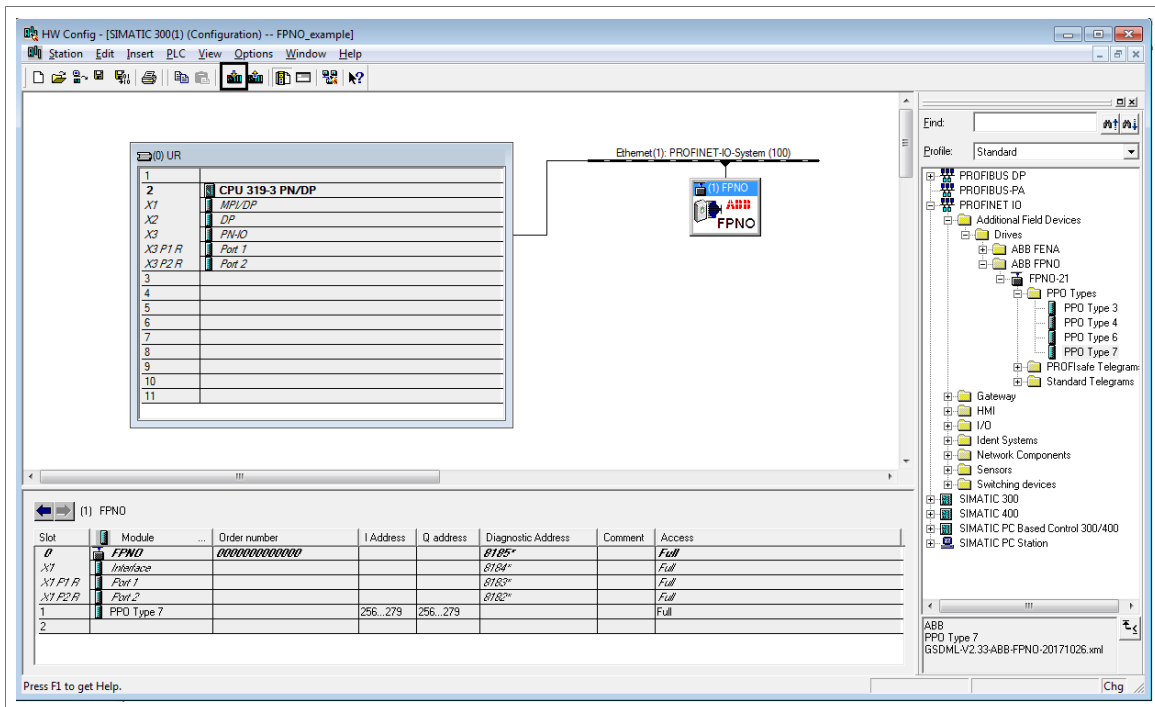 HW Config - [SIMATIC 300(1) (Configuration) -- FPNO_example]
Station Edit Insert PLC View Options Window Help
(0) UR
1
2 CPU 319-3 PN/DP
X1 MPI/DP
X2 DP
X3 PN-IO
X3 P1 R Port 1
X3 P2 R Port 2
3
4
5
6
7
8
9
10
11
Ethernet(1): PROFINET-IO-System (100)
(1) FPNO
ABB
FPNO
Find:
Profile: Standard
PROFIBUS DP
PROFIBUS-PA
PROFINET IO
Additional Field Devices
Drives
ABB FENA
ABB FPNO
FPNO-21
PPO Types
PPO Type 3
PPO Type 4
PPO Type 6
PPO Type 7
PROFIsafe Telegram
Standard Telegrams
Gateway
HMI
I/O
Ident Systems
Network Components
Sensors
Switching devices
SIMATIC 300
SIMATIC 400
SIMATIC PC Based Control 300/400
SIMATIC PC Station
(1) FPNO
Slot Module ... Order number I Address Q address Diagnostic Address Comment Access
0 FPNO 0000000000000 8185* Full
X1 Interface 8184* Full
X1 P1 R Port 1 8183* Full
X1 P2 R Port 2 8182* Full
1 PPO Type 7 256...279 256...279 Full
2
ABB
PPO Type 7
GSDML-V2.33-ABB-FPNO-20171026.xml
Press F1 to get Help.
Chg